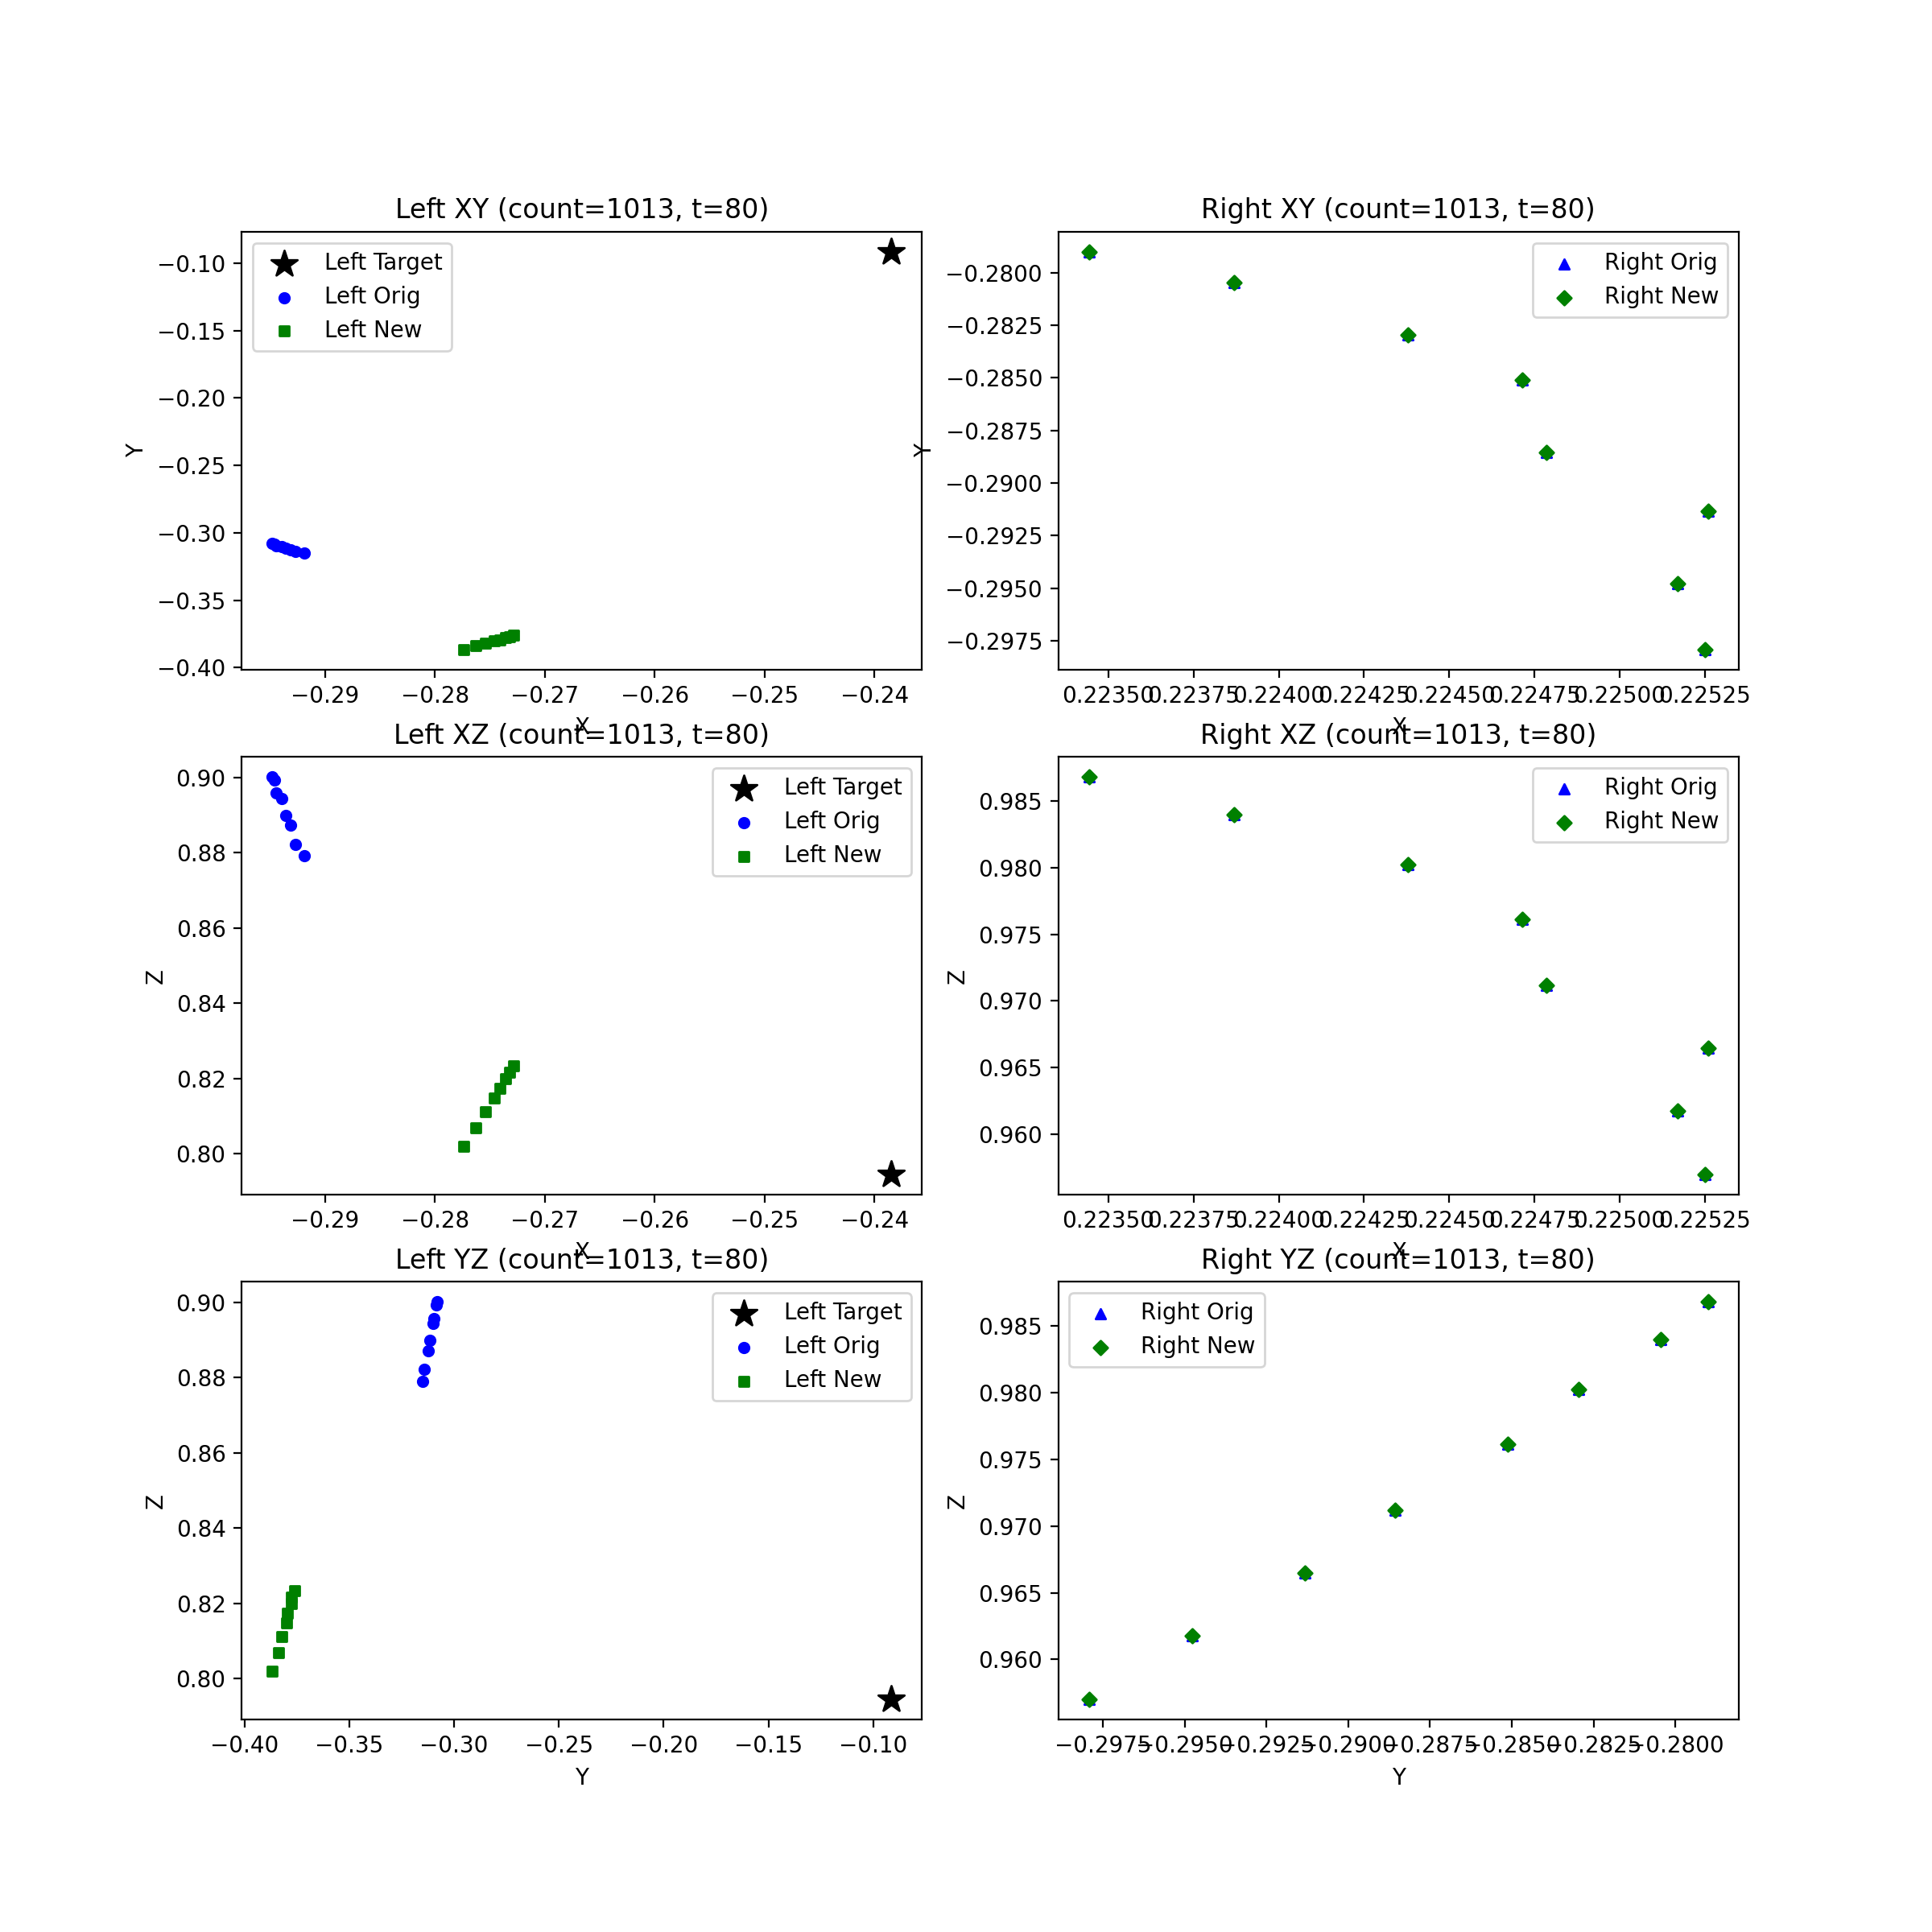 Left XY (count=1013, t=80)
Left Target
Left Orig
Left New
−0.10
−0.15
−0.20
−0.25
−0.30
−0.35
−0.40
Y
−0.29 −0.28 −0.27 −0.26 −0.25 −0.24
X
Right XY (count=1013, t=80)
Right Orig
Right New
−0.2800
−0.2825
−0.2850
−0.2875
−0.2900
−0.2925
−0.2950
−0.2975
Y
0.22350 0.22375 0.22400 0.22425 0.22450 0.22475 0.22500 0.22525
X
Left XZ (count=1013, t=80)
Left Target
Left Orig
Left New
0.90
0.88
0.86
0.84
0.82
0.80
Z
−0.29 −0.28 −0.27 −0.26 −0.25 −0.24
X
Right XZ (count=1013, t=80)
Right Orig
Right New
0.985
0.980
0.975
0.970
0.965
0.960
Z
0.22350 0.22375 0.22400 0.22425 0.22450 0.22475 0.22500 0.22525
X
Left YZ (count=1013, t=80)
Left Target
Left Orig
Left New
0.90
0.88
0.86
0.84
0.82
0.80
Z
−0.40 −0.35 −0.30 −0.25 −0.20 −0.15 −0.10
Y
Right YZ (count=1013, t=80)
Right Orig
Right New
0.985
0.980
0.975
0.970
0.965
0.960
Z
−0.2975 −0.2950 −0.2925 −0.2900 −0.2875 −0.2850 −0.2825 −0.2800
Y